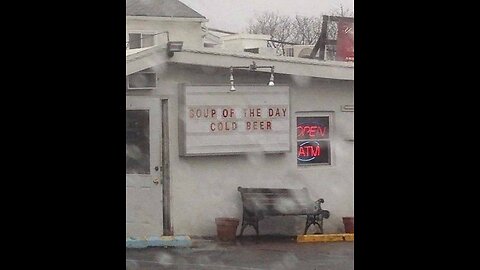 SOUP OF THE DAY
COLD BEER
OPEN
ATM